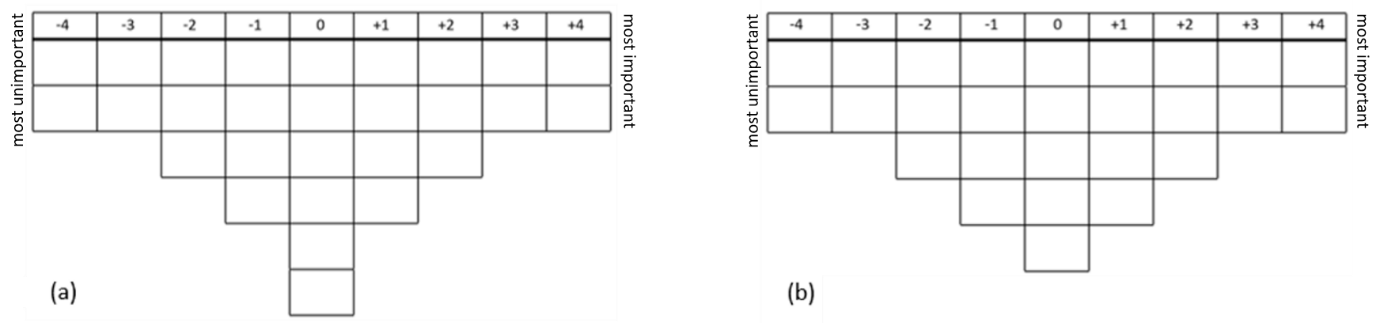 most unimportant
-4 -3 -2 -1 0 +1 +2 +3 +4
most important
(a)
most unimportant
-4 -3 -2 -1 0 +1 +2 +3 +4
most important
(b)